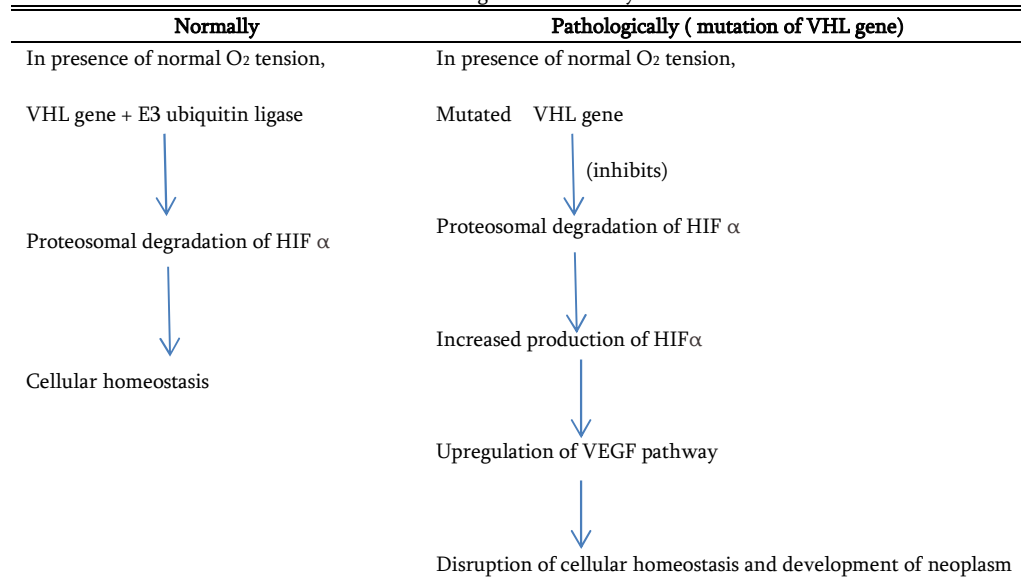 Normally
Pathologically ( mutation of VHL gene)
In presence of normal O2 tension,
VHL gene + E3 ubiquitin ligase
Proteosomal degradation of HIF α
Cellular homeostasis
In presence of normal O2 tension,
Mutated VHL gene
(inhibits)
Proteosomal degradation of HIF α
Increased production of HIFα
Upregulation of VEGF pathway
Disruption of cellular homeostasis and development of neoplasm